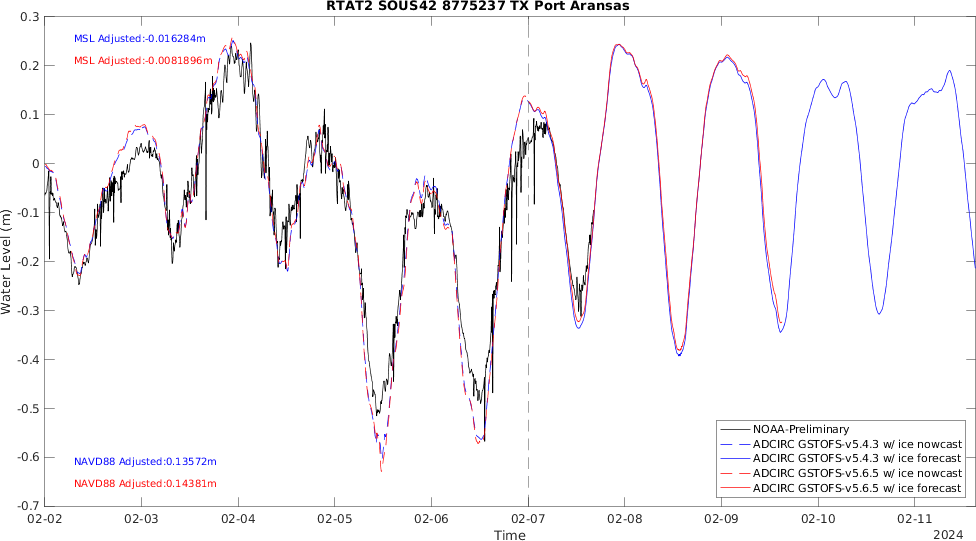 RTAT2 SOUS42 8775237 TX Port Aransas
MSL Adjusted:-0.016284m
MSL Adjusted:-0.0081896m
NAVD88 Adjusted:0.13572m
NAVD88 Adjusted:0.14381m
0.3
0.2
0.1
0
-0.1
-0.2
-0.3
-0.4
-0.5
-0.6
-0.7
Water Level (m)
NOAA-Preliminary
ADCIRC GSTOFS-v5.4.3 w/ ice nowcast
ADCIRC GSTOFS-v5.4.3 w/ ice forecast
ADCIRC GSTOFS-v5.6.5 w/ ice nowcast
ADCIRC GSTOFS-v5.6.5 w/ ice forecast
02-02 02-03 02-04 02-05 02-06 02-07 02-08 02-09 02-10 02-11
Time
2024